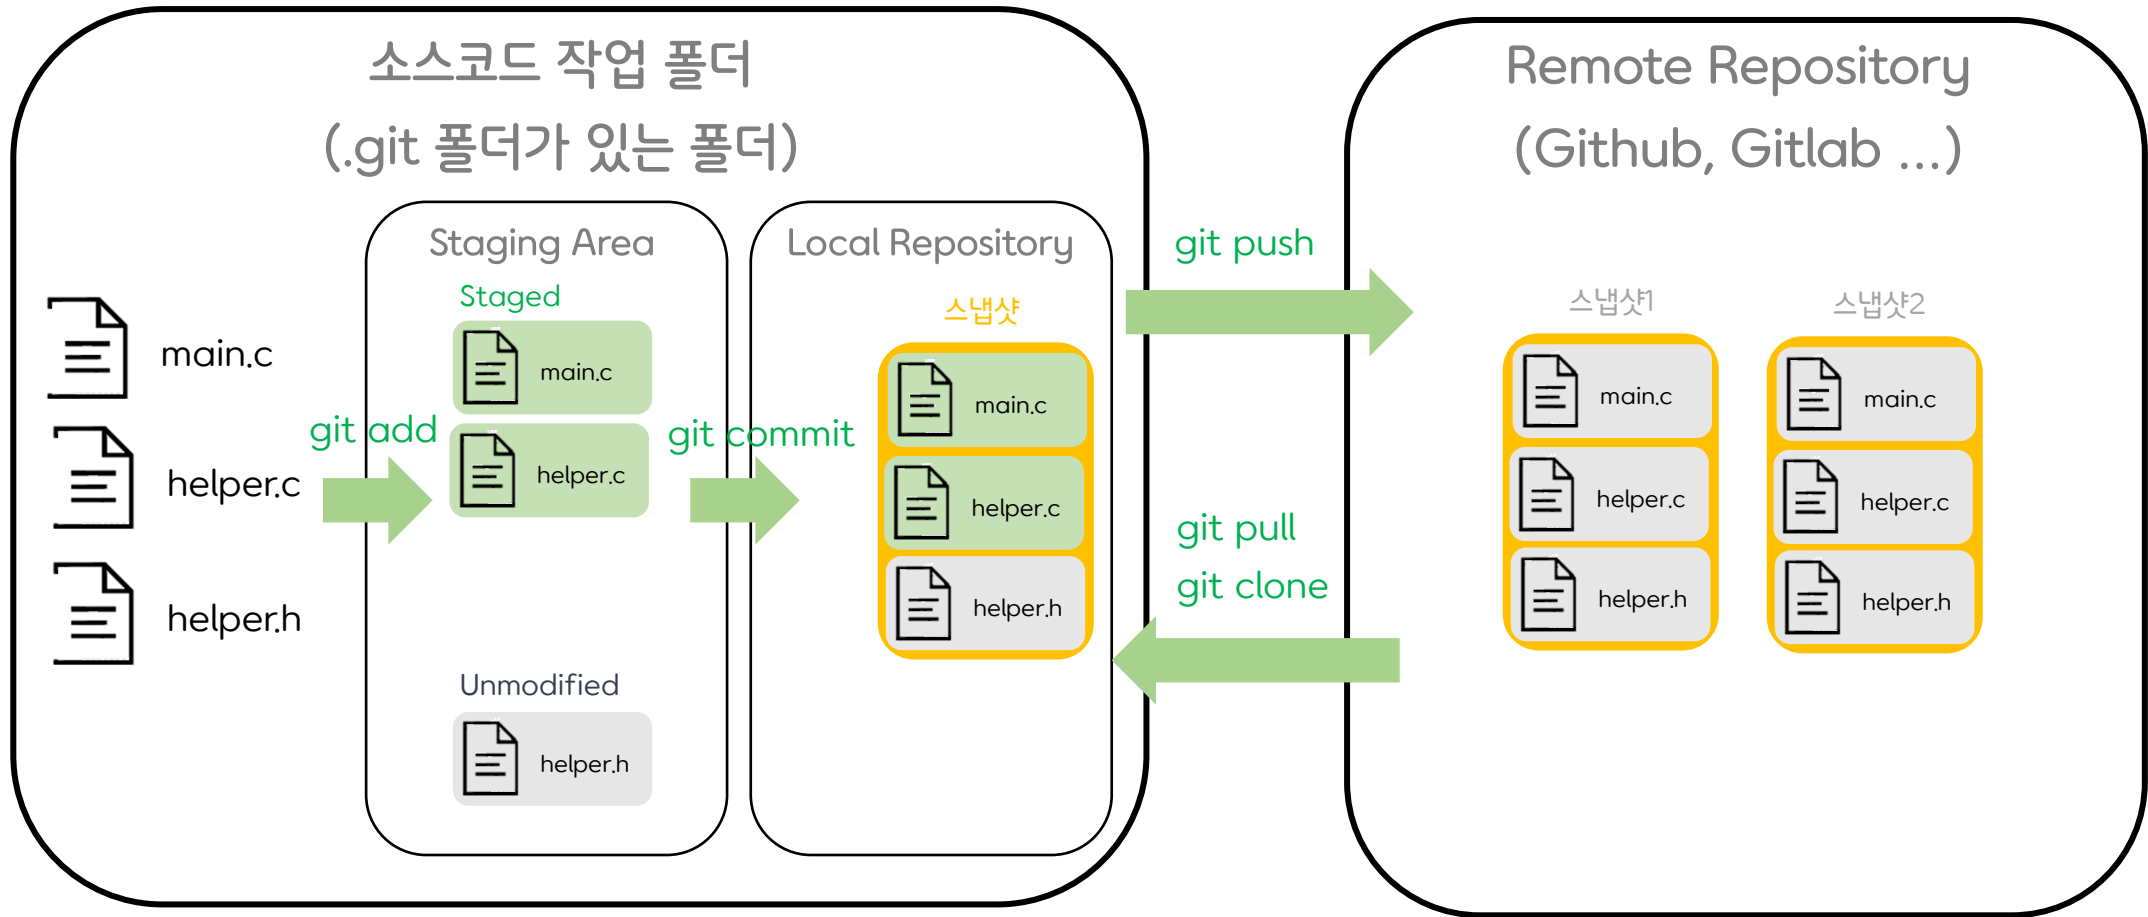 소스코드 작업 폴더
(.git 폴더가 있는 폴더)
main.c
helper.c
helper.h
git add
Staging Area
Staged
main.c
helper.c
Unmodified
helper.h
git commit
Local Repository
스냅샷
main.c
helper.c
helper.h
git push
git pull
git clone
Remote Repository
(Github, Gitlab ...)
스냅샷1
main.c
helper.c
helper.h
스냅샷2
main.c
helper.c
helper.h